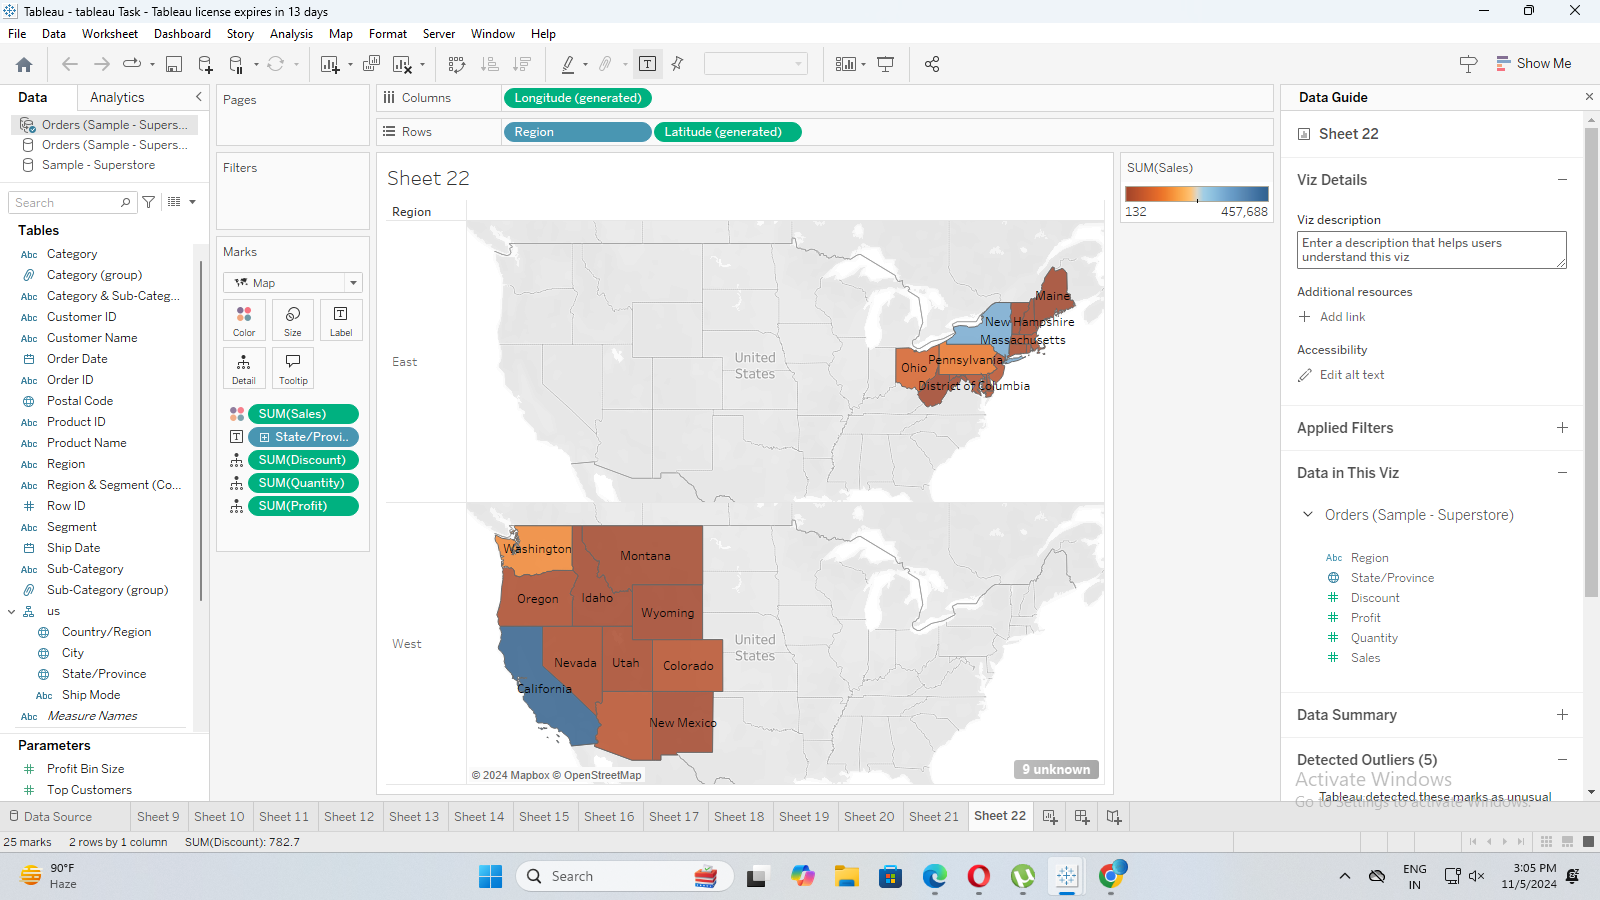 Tableau - tableau Task - Tableau license expires in 13 days
File Data Worksheet Dashboard Story Analysis Map Format Server Window Help
Show Me
Data Analytics
Orders (Sample - Supers...
Orders (Sample - Supers...
Sample - Superstore
Search
Tables
Abc Category
Category (group)
Abc Category & Sub-Categ...
Abc Customer ID
Abc Customer Name
Order Date
Abc Order ID
Postal Code
Abc Product ID
Abc Product Name
Abc Region
Abc Region & Segment (Co...
Row ID
Abc Segment
Ship Date
Abc Sub-Category
Sub-Category (group)
us
Country/Region
City
State/Province
Abc Ship Mode
Abc Measure Names
Parameters
Profit Bin Size
Top Customers
Pages
Filters
Marks
Map
Color Size Label
Detail Tooltip
SUM(Sales)
State/Provi..
SUM(Discount)
SUM(Quantity)
SUM(Profit)
Columns Longitude (generated)
Rows Region Latitude (generated)
Sheet 22
Region
East
United States
Maine
New Hampshire
Massachusetts
Pennsylvania
Ohio
District of Columbia
West
Washington
Montana
Oregon
Idaho
Wyoming
Nevada
Utah
Colorado
California
New Mexico
United States
© 2024 Mapbox © OpenStreetMap
9 unknown
SUM(Sales)
132 457,688
Data Guide
Sheet 22
Viz Details
Viz description
Enter a description that helps users
understand this viz
Additional resources
Add link
Accessibility
Edit alt text
Applied Filters
Data in This Viz
Orders (Sample - Superstore)
Abc Region
State/Province
Discount
Profit
Quantity
Sales
Data Summary
Detected Outliers (5)
Activate Windows
Tableau detected these marks as unusual
Go to Settings to activate Windows.
Data Source Sheet 9 Sheet 10 Sheet 11 Sheet 12 Sheet 13 Sheet 14 Sheet 15 Sheet 16 Sheet 17 Sheet 18 Sheet 19 Sheet 20 Sheet 21 Sheet 22
25 marks 2 rows by 1 column SUM(Discount): 782.7
90°F
Haze
Search
ENG
IN
3:05 PM
11/5/2024